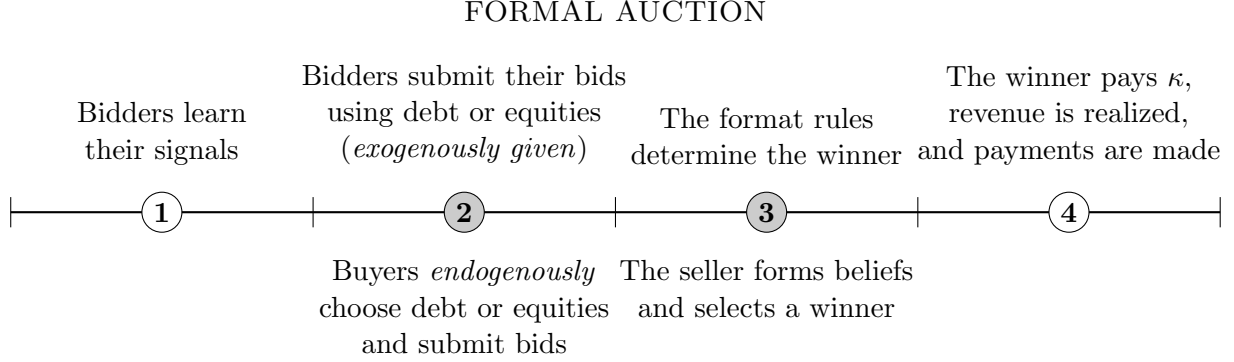 FORMAL AUCTION
Bidders learn
their signals
Bidders submit their bids
using debt or equities
(exogenously given)
The format rules
determine the winner
The winner pays κ,
revenue is realized,
and payments are made
1
2
3
4
Buyers endogenously
choose debt or equities
and submit bids
The seller forms beliefs
and selects a winner